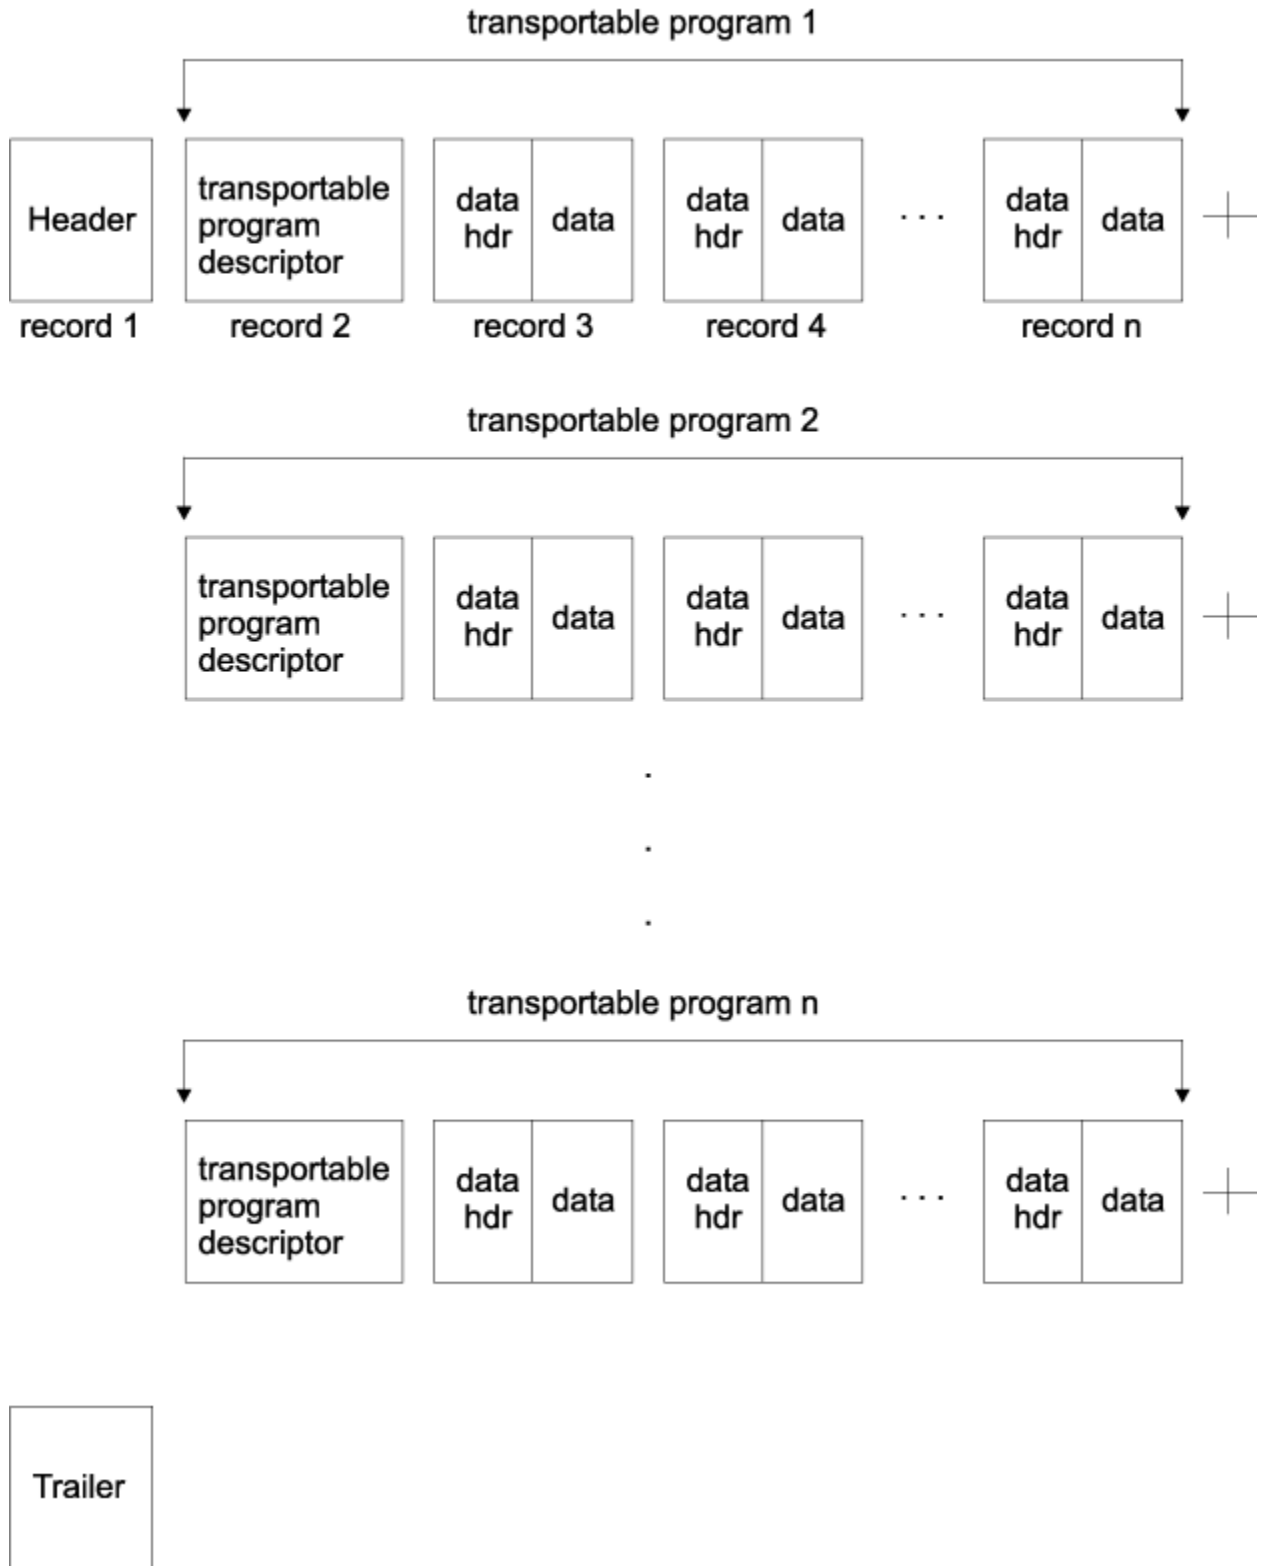 transportable program 1
Header
transportable
program
descriptor
data
hdr
data
data
hdr
data
. . .
data
hdr
data
record 1
record 2
record 3
record 4
record n
transportable program 2
transportable
program
descriptor
data
hdr
data
data
hdr
data
. . .
data
hdr
data
.
.
.
transportable program n
transportable
program
descriptor
data
hdr
data
data
hdr
data
. . .
data
hdr
data
Trailer